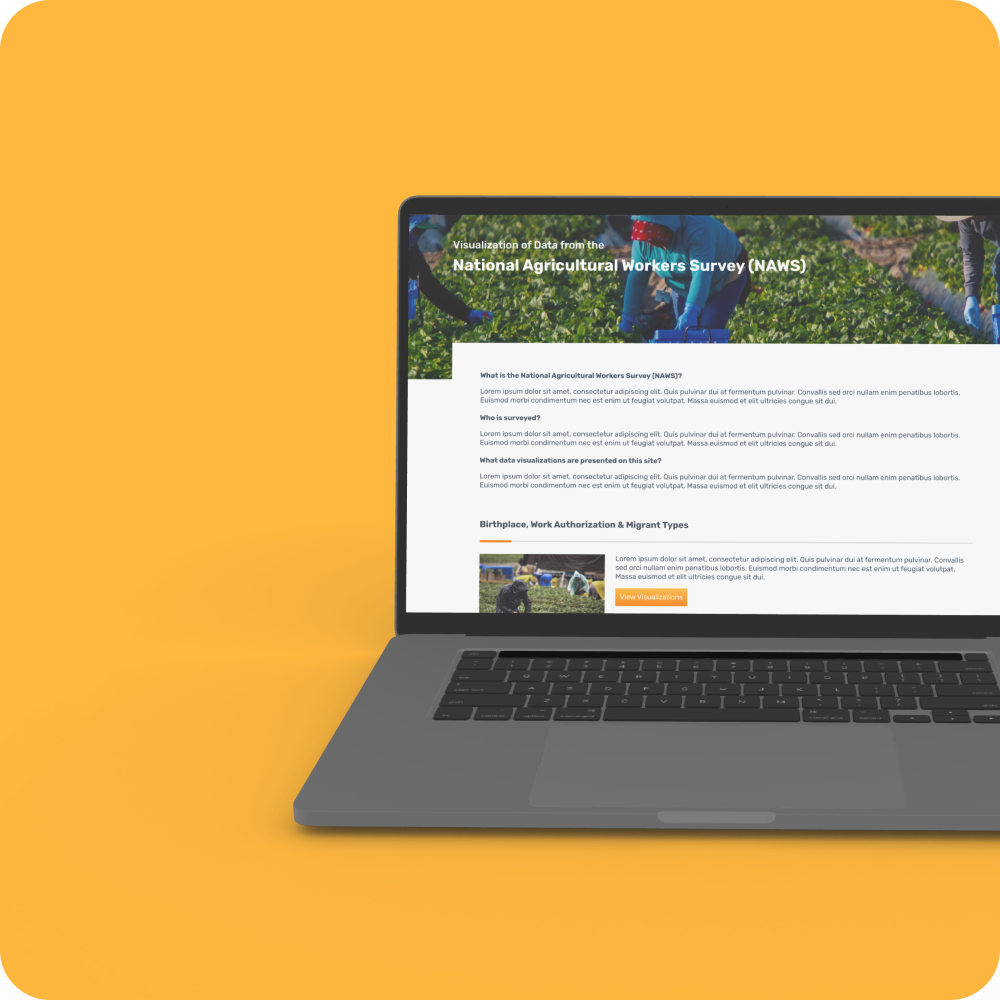 Visualization of Data from the
National Agricultural Workers Survey (NAWS)
What is the National Agricultural Workers Survey (NAWS)?
Lorem ipsum dolor sit amet, consectetur adipiscing elit. Quis pulvinar dui at fermentum pulvinar. Convallis sed orci nullam enim penatibus lobortis.
Euismod morbi condimentum nec est enim ut feugiat volutpat. Massa euismod et elit ultricies congue sit dui.
Who is surveyed?
Lorem ipsum dolor sit amet, consectetur adipiscing elit. Quis pulvinar dui at fermentum pulvinar. Convallis sed orci nullam enim penatibus lobortis.
Euismod morbi condimentum nec est enim ut feugiat volutpat. Massa euismod et elit ultricies congue sit dui.
What data visualizations are presented on this site?
Lorem ipsum dolor sit amet, consectetur adipiscing elit. Quis pulvinar dui at fermentum pulvinar. Convallis sed orci nullam enim penatibus lobortis.
Euismod morbi condimentum nec est enim ut feugiat volutpat. Massa euismod et elit ultricies congue sit dui.
Birthplace, Work Authorization & Migrant Types
Lorem ipsum dolor sit amet, consectetur adipiscing elit. Quis pulvinar dui at fermentum pulvinar. Convallis
sed orci nullam enim penatibus lobortis. Euismod morbi condimentum nec est enim ut feugiat volutpat.
Massa euismod et elit ultricies congue sit dui.
View Visualizations